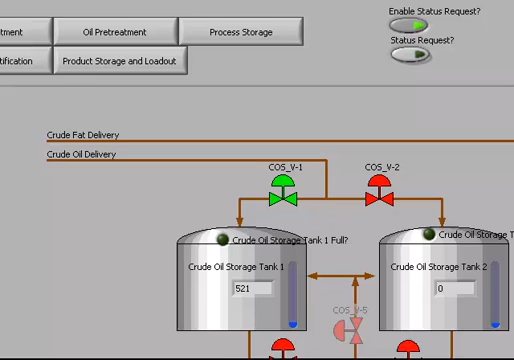 Enable Status Request?
tment
Oil Pretreatment
Process Storage
Status Request?
tification
Product Storage and Loadout
Crude Fat Delivery
Crude Oil Delivery
COS_V-1
COS_V-2
Crude Oil Storage Tank 1 Full?
Crude Oil Storage T
Crude Oil Storage Tank 1
Crude Oil Storage Tank 2
521
0
COS_V-5